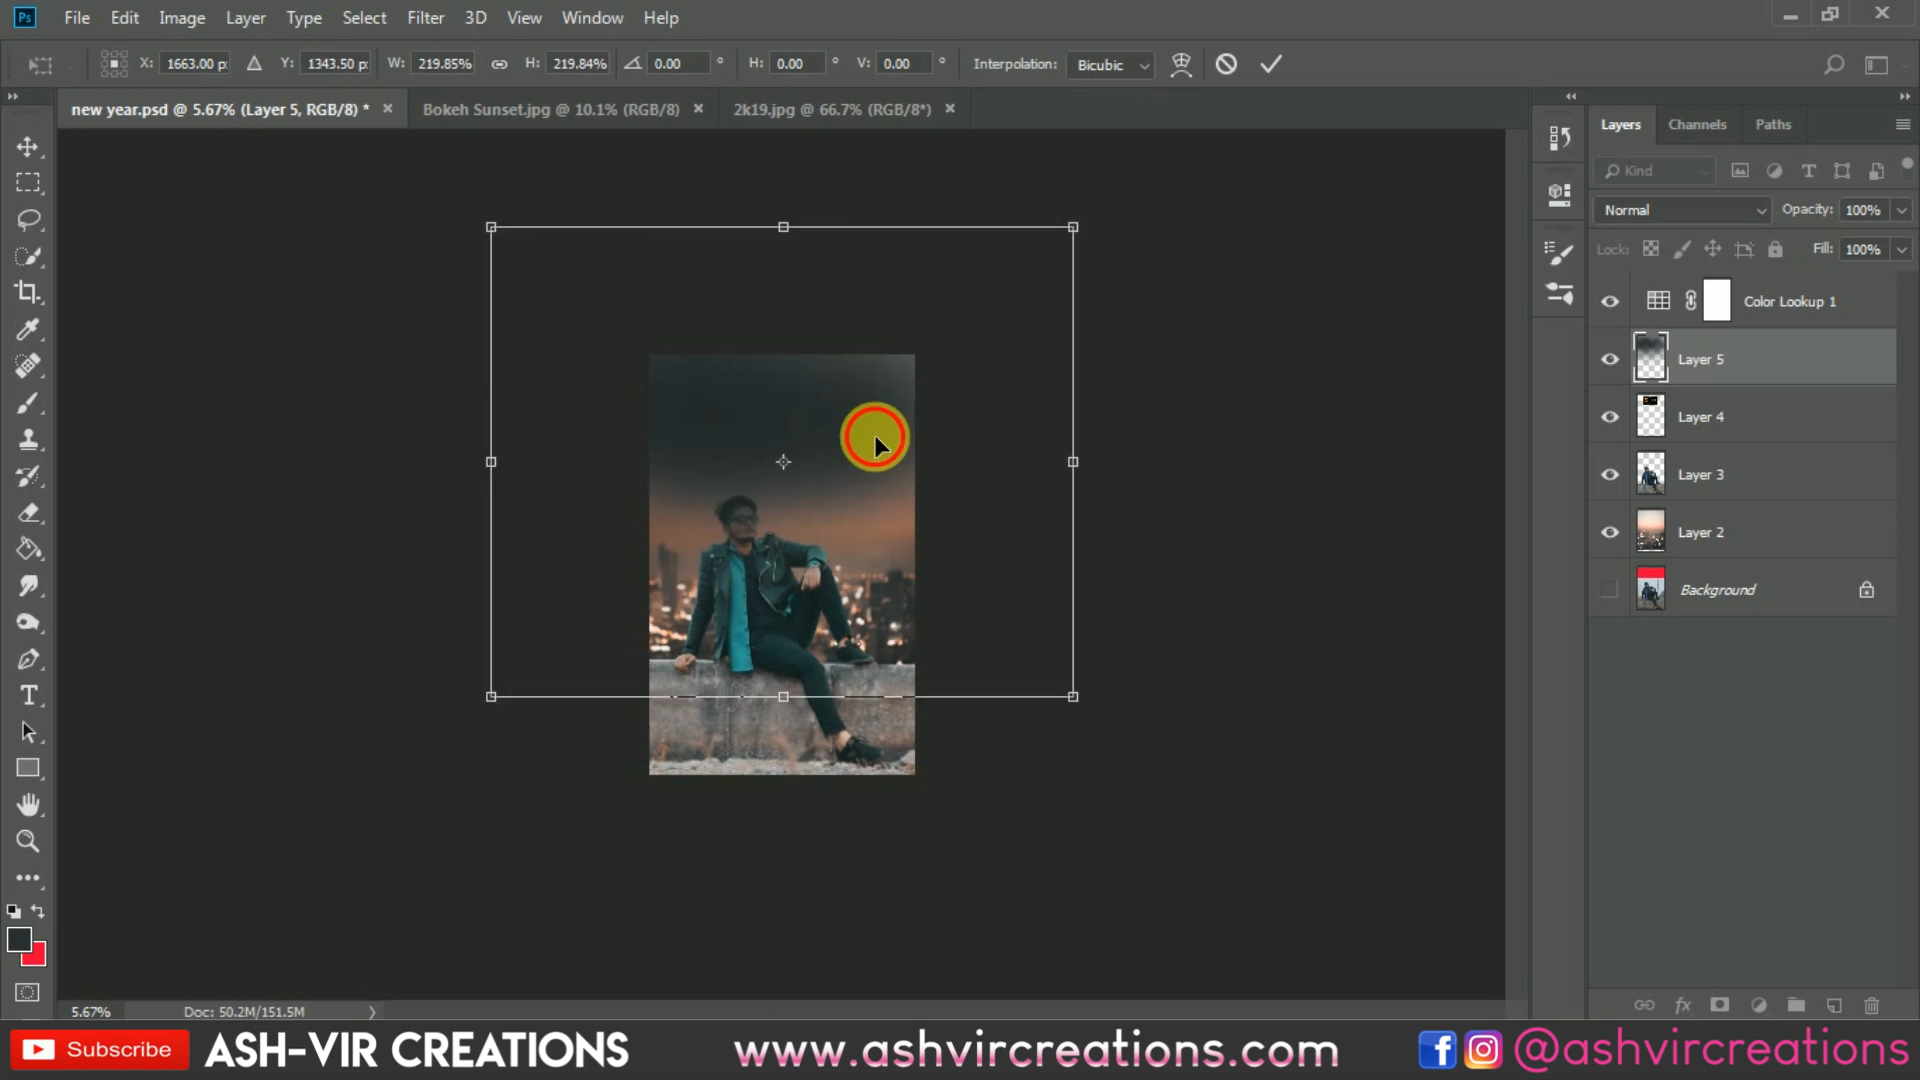 Ps File Edit Image Layer Type Select Filter 3D View Window Help
X: 1663.00 p: Y: 1343.50 p: W: 219.85% H: 219.84% 0.00 ° H: 0.00 ° V: 0.00 ° Interpolation: Bicubic
new year.psd @ 5.67% (Layer 5, RGB/8) * × Bokeh Sunset.jpg @ 10.1% (RGB/8) × 2k19.jpg @ 66.7% (RGB/8*) ×
Layers Channels Paths
Kind
Normal Opacity: 100%
Lock: Fill: 100%
Color Lookup 1
Layer 5
Layer 4
Layer 3
Layer 2
Background
5.67% Doc: 50.2M/151.5M
Subscribe ASH-VIR CREATIONS www.ashvircreations.com @ashvircreations